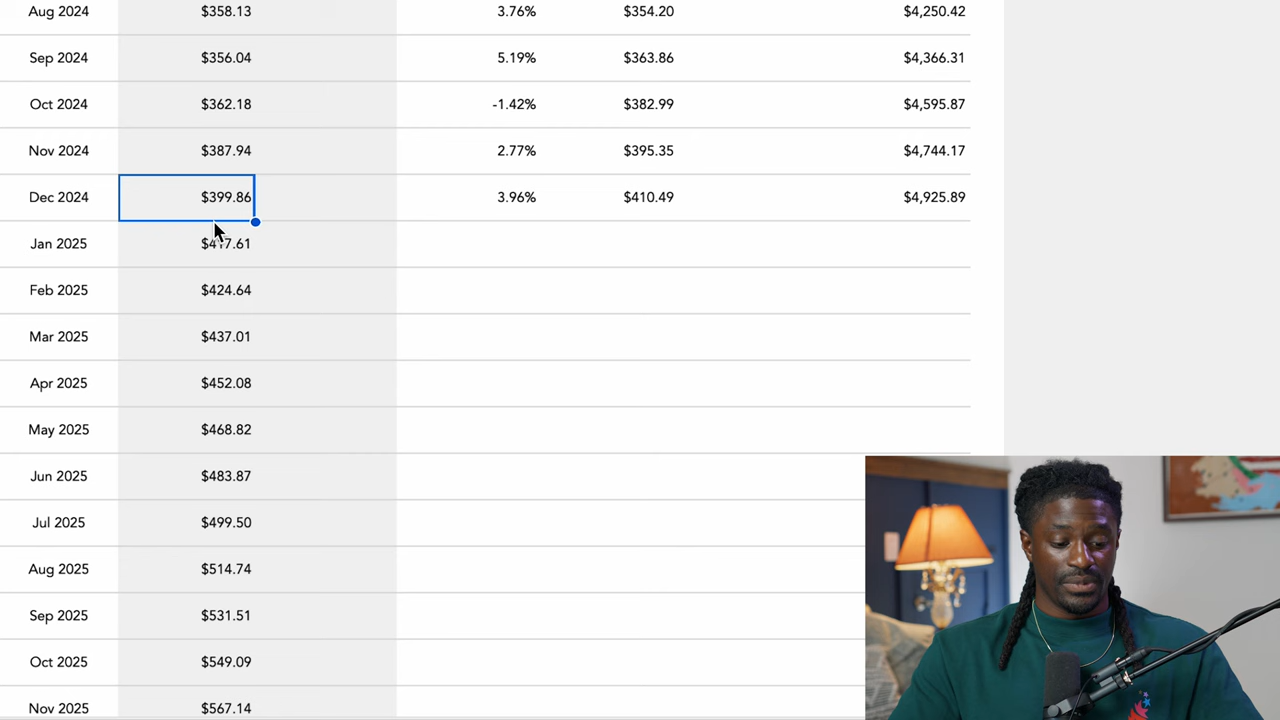 Aug 2024 $358.13 3.76% $354.20 $4,250.42
Sep 2024 $356.04 5.19% $363.86 $4,366.31
Oct 2024 $362.18 -1.42% $382.99 $4,595.87
Nov 2024 $387.94 2.77% $395.35 $4,744.17
Dec 2024 $399.86 3.96% $410.49 $4,925.89
Jan 2025 $417.61
Feb 2025 $424.64
Mar 2025 $437.01
Apr 2025 $452.08
May 2025 $468.82
Jun 2025 $483.87
Jul 2025 $499.50
Aug 2025 $514.74
Sep 2025 $531.51
Oct 2025 $549.09
Nov 2025 $567.14